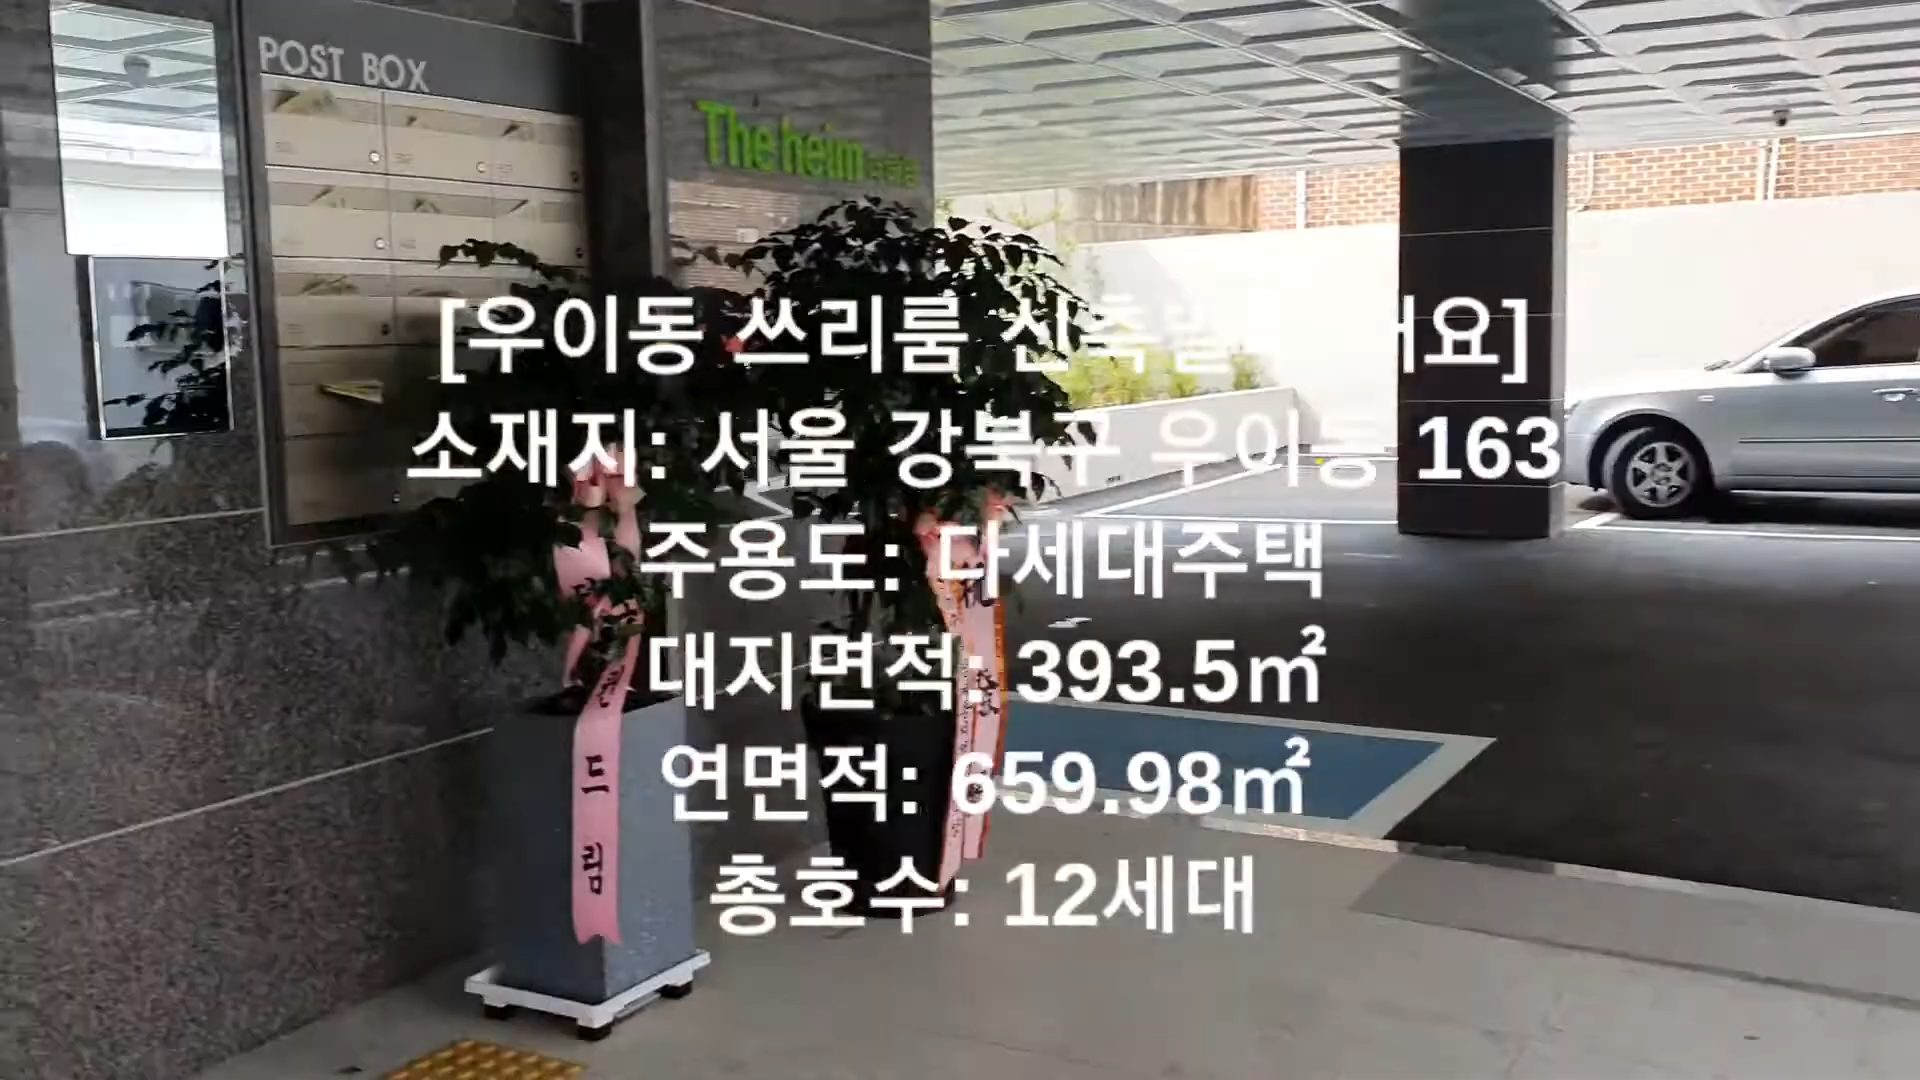 POST BOX
The heim
[우이동 쓰리룸 신축빌
요]
소재지: 서울 강북구 우이동 163
주용도: 다세대주택
대지면적: 393.5㎡
연면적: 659.98㎡
총호수: 12세대
드림